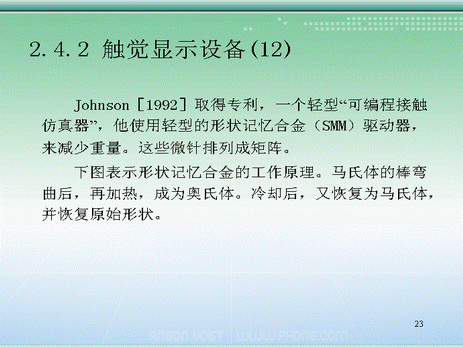 2.4.2 触觉显示设备(12)
Johnson［1992］取得专利，一个轻型“可编程接触
仿真器”，他使用轻型的形状记忆合金（SMM）驱动器，
来减少重量。这些微针排列成矩阵。
下图表示形状记忆合金的工作原理。马氏体的棒弯
曲后，再加热，成为奥氏体。冷却后，又恢复为马氏体，
并恢复原始形状。
23